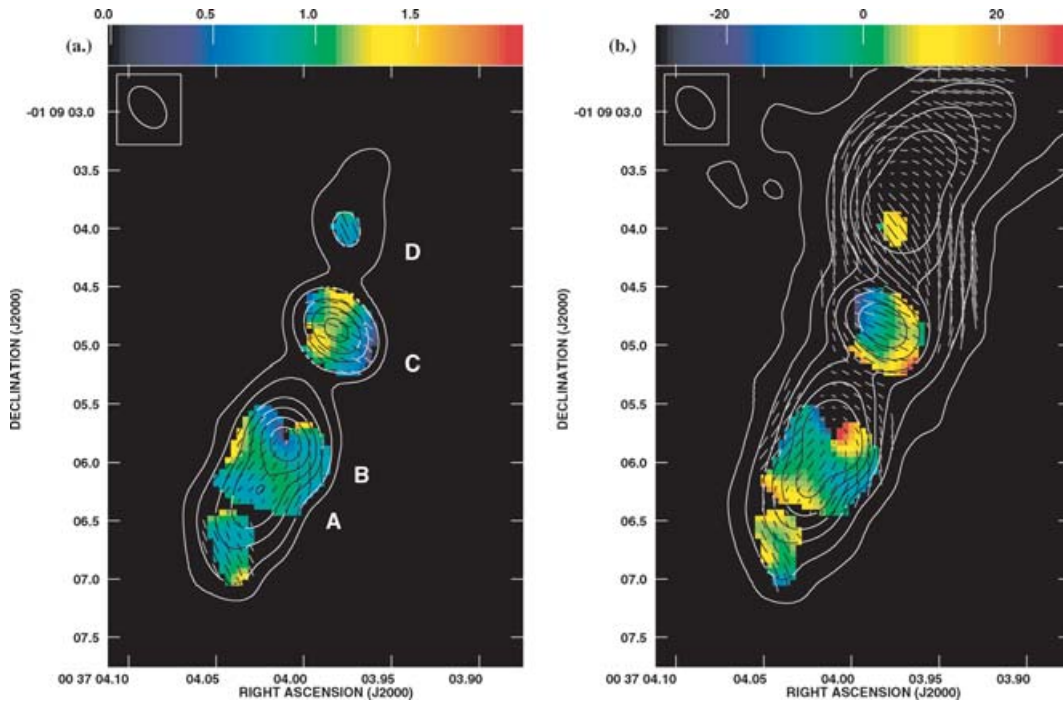 0.0 0.5 1.0 1.5
(a.)
-01 09 03.0
03.5
04.0
04.5
05.0
05.5
06.0
06.5
07.0
07.5
DECLINATION (J2000)
D
C
B
A
00 37 04.10 04.05 04.00 03.95 03.90
RIGHT ASCENSION (J2000)
-20 0 20
(b.)
-01 09 03.0
03.5
04.0
04.5
05.0
05.5
06.0
06.5
07.0
07.5
DECLINATION (J2000)
00 37 04.10 04.05 04.00 03.95 03.90
RIGHT ASCENSION (J2000)